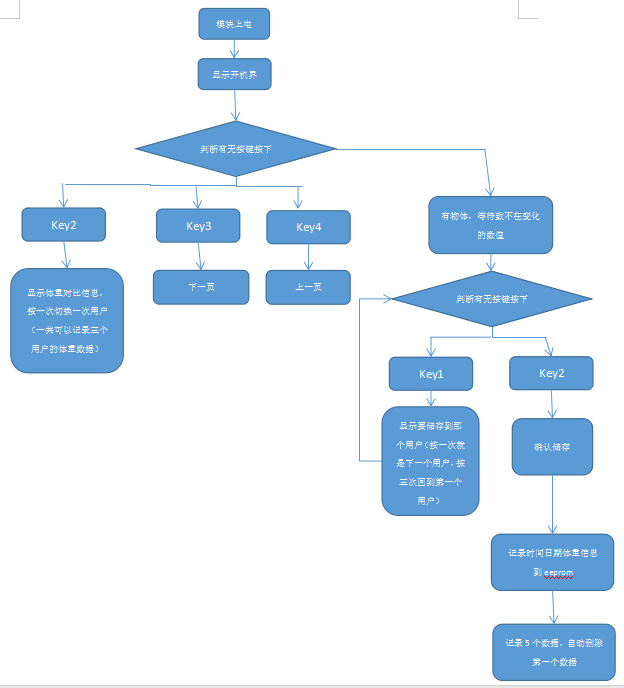 模块上电
显示开机界
判断有无按键按下
Key2
Key3
Key4
有物体，等待数不在变化
的数值
显示体重对比信息，
按一次切换一次用户
（一共可以记录三个
用户的体重数据）
下一页
上一页
判断有无按键按下
Key1
Key2
显示要储存到那
个用户（按一次就
是下一个用户，按
三次回到第一个
用户）
确认储存
记录时间日期体重信息
到 eeprom
记录 5 个数据，自动删除
第一个数据